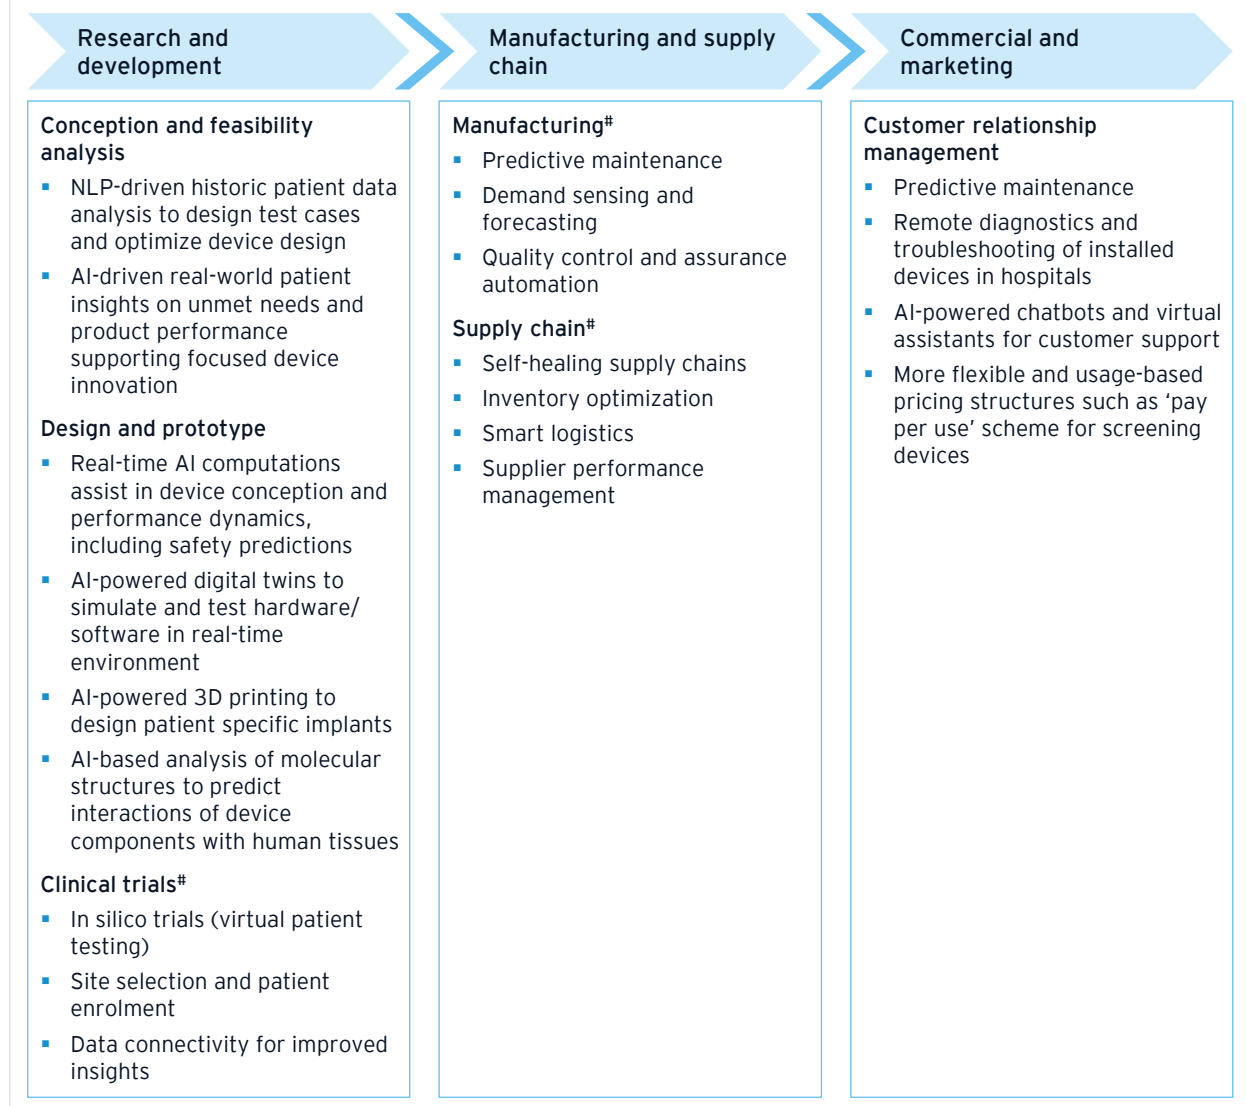 Research and
development
Manufacturing and supply
chain
Commercial and
marketing
Conception and feasibility
analysis
▪ NLP-driven historic patient data
analysis to design test cases
and optimize device design
▪ AI-driven real-world patient
insights on unmet needs and
product performance
supporting focused device
innovation
Design and prototype
▪ Real-time AI computations
assist in device conception and
performance dynamics,
including safety predictions
▪ AI-powered digital twins to
simulate and test hardware/
software in real-time
environment
▪ AI-powered 3D printing to
design patient specific implants
▪ AI-based analysis of molecular
structures to predict
interactions of device
components with human tissues
Clinical trials#
▪ In silico trials (virtual patient
testing)
▪ Site selection and patient
enrolment
▪ Data connectivity for improved
insights
Manufacturing#
▪ Predictive maintenance
▪ Demand sensing and
forecasting
▪ Quality control and assurance
automation
Supply chain#
▪ Self-healing supply chains
▪ Inventory optimization
▪ Smart logistics
▪ Supplier performance
management
Customer relationship
management
▪ Predictive maintenance
▪ Remote diagnostics and
troubleshooting of installed
devices in hospitals
▪ AI-powered chatbots and virtual
assistants for customer support
▪ More flexible and usage-based
pricing structures such as ‘pay
per use’ scheme for screening
devices